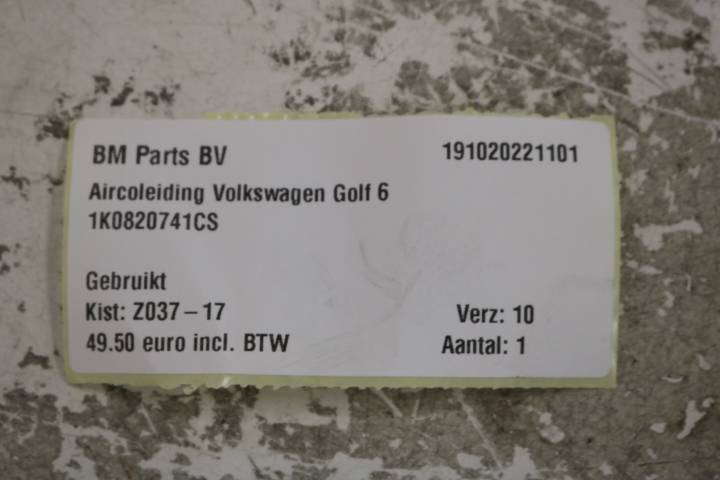 BM Parts BV 191020221101
Aircoleiding Volkswagen Golf 6
1K0820741CS
Gebruikt
Kist: Z037-17 Verz: 10
49.50 euro incl. BTW Aantal: 1